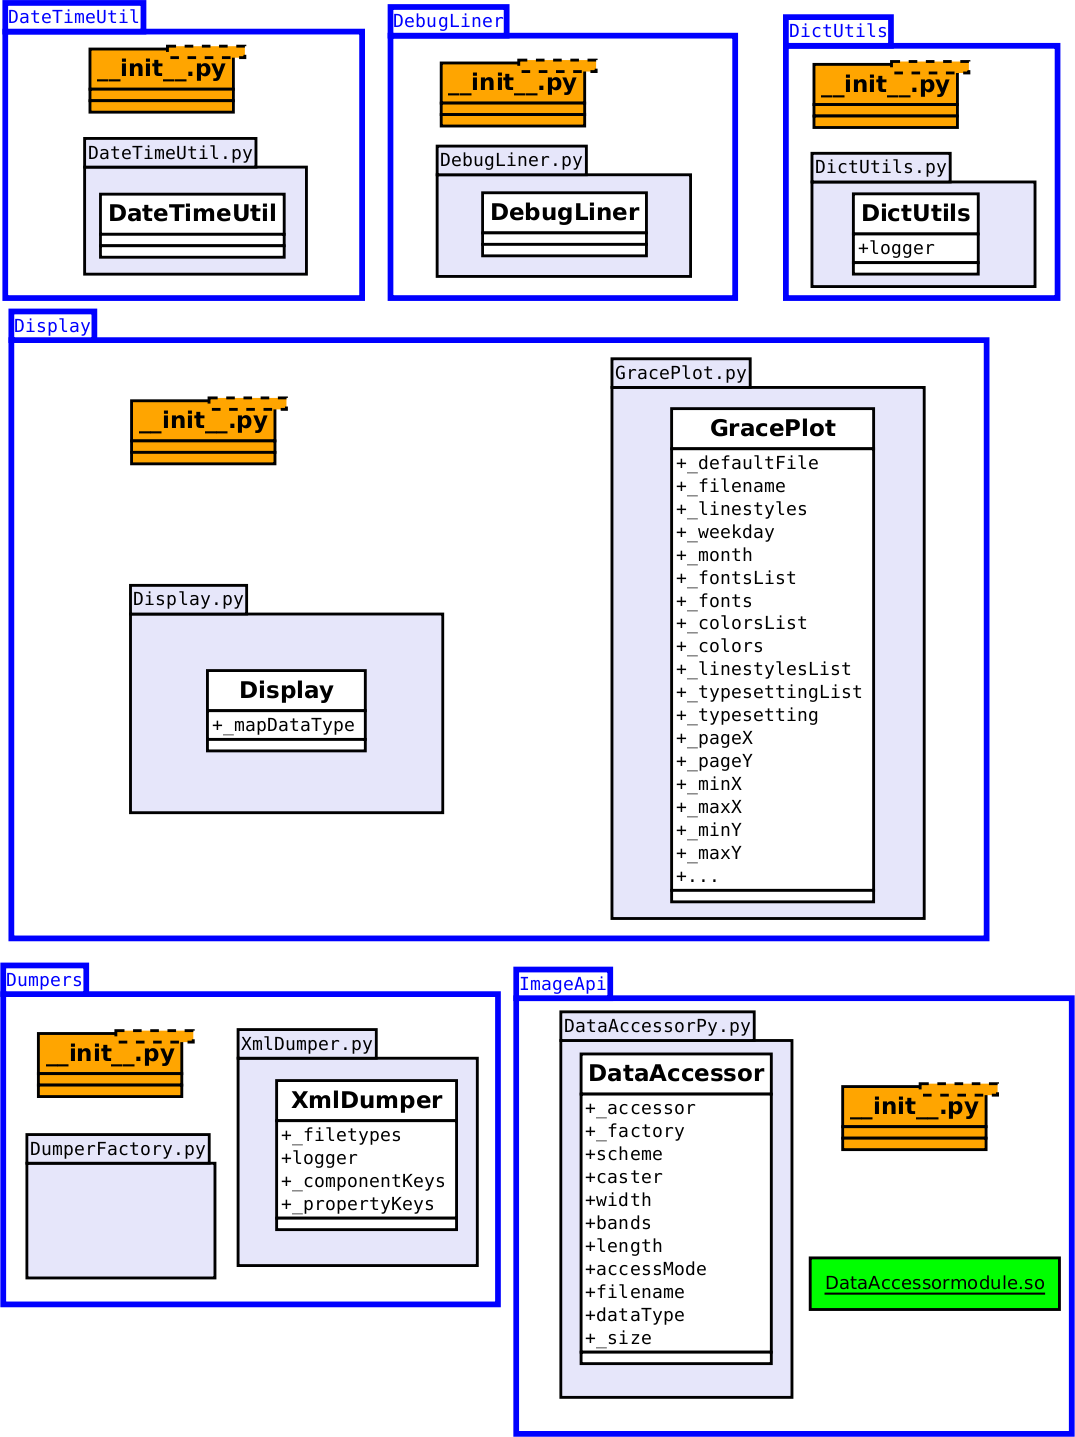 DateTimeUtil
__init__.py
DateTimeUtil.py
DateTimeUtil
DebugLiner
__init__.py
DebugLiner.py
DebugLiner
DictUtils
__init__.py
DictUtils.py
DictUtils
+logger
Display
__init__.py
Display.py
Display
+_mapDataType
GracePlot.py
GracePlot
+_defaultFile
+_filename
+_linestyles
+_weekday
+_month
+_fontsList
+_fonts
+_colorsList
+_colors
+_linestylesList
+_typesettingList
+_typesetting
+_pageX
+_pageY
+_minX
+_maxX
+_minY
+_maxY
+...
Dumpers
__init__.py
DumperFactory.py
XmlDumper.py
XmlDumper
+_filetypes
+logger
+_componentKeys
+_propertyKeys
ImageApi
DataAccessorPy.py
DataAccessor
+_accessor
+_factory
+scheme
+caster
+width
+bands
+length
+accessMode
+filename
+dataType
+_size
__init__.py
DataAccessormodule.so